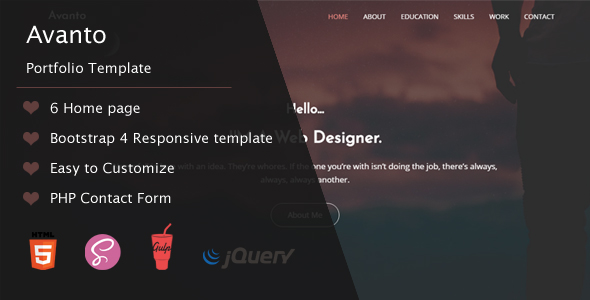 Avanto
HOME ABOUT EDUCATION SKILLS WORK CONTACT
Avanto
Portfolio Template
Hello...
6 Home page
Web Designer.
Bootstrap 4 Responsive template
with an idea. They're whores. If the one you're with isn't doing the job, there's always,
Easy to Customize
always, always another.
PHP Contact Form
About Me
HTML
5
Gulp
jQuery